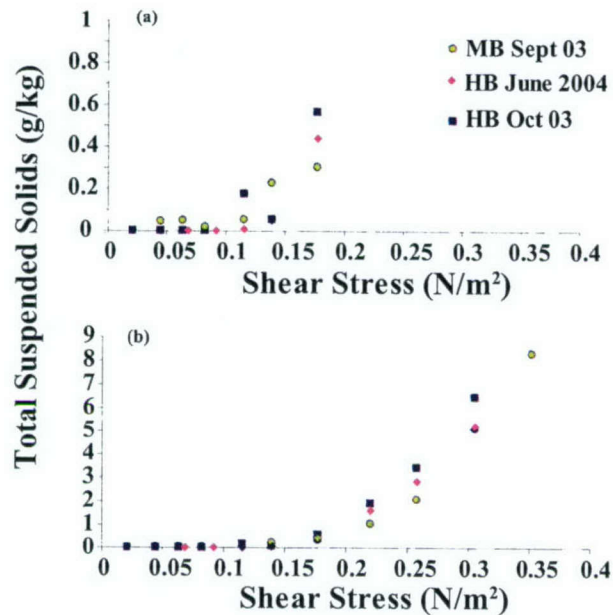 (a)
1
0.8
0.6
0.4
0.2
0
0 0.05 0.1 0.15 0.2 0.25 0.3 0.35 0.4
Shear Stress (N/m²)
MB Sept 03
HB June 2004
HB Oct 03
Total Suspended Solids (g/kg)
(b)
9
8
7
6
5
4
3
2
1
0
0 0.05 0.1 0.15 0.2 0.25 0.3 0.35 0.4
Shear Stress (N/m²)